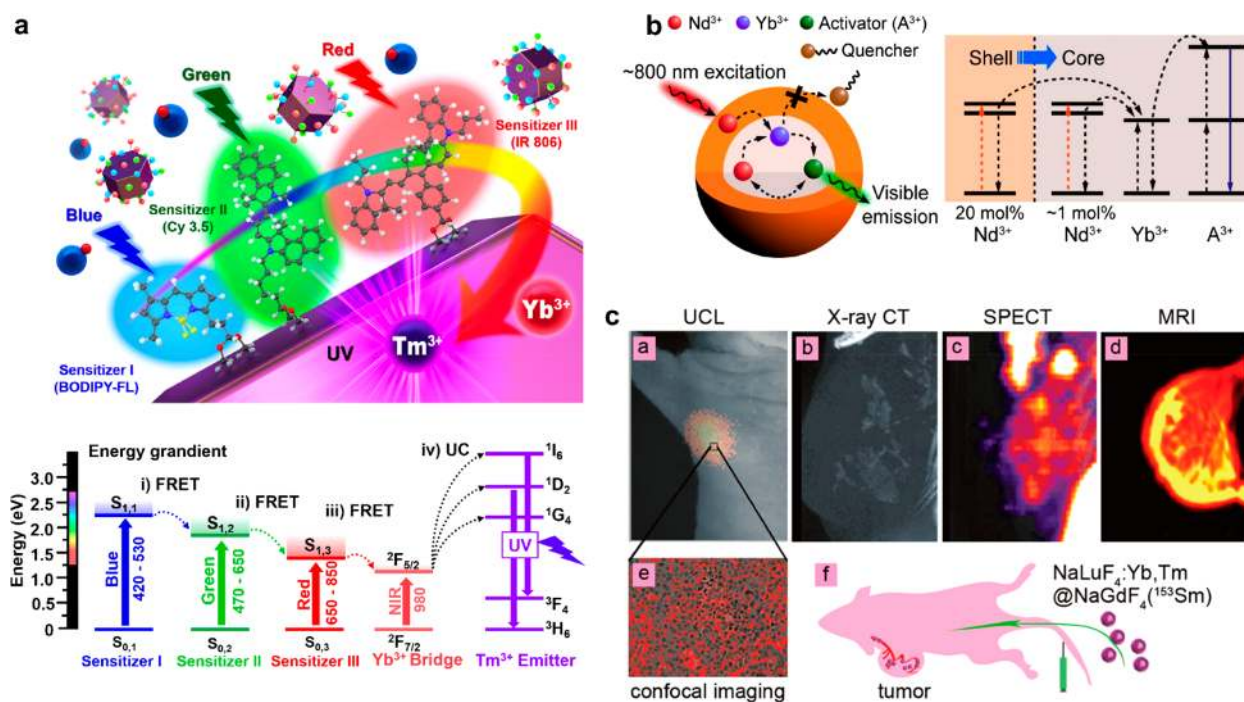 a
Red
Green
Sensitizer III
(IR 806)
Sensitizer II
(Cy 3.5)
Blue
Yb³⁺
Tm³⁺
UV
Sensitizer I
(BODIPY-FL)
Energy grandient
iv) UC
¹I₆
¹D₂
¹G₄
i) FRET
ii) FRET
iii) FRET
Energy (eV)
3.5
3.0
2.5
2.0
1.5
1.0
0.5
0
S₁,₁
S₁,₂
S₁,₃
²F₅/₂
UV
Blue
420 - 530
Green
470 - 650
Red
650 - 850
NIR
980
³F₄
³H₆
S₀,₁
S₀,₂
S₀,₃
²F₇/₂
Sensitizer I
Sensitizer II
Sensitizer III
Yb³⁺ Bridge
Tm³⁺ Emitter
b
Nd³⁺
Yb³⁺
Activator (A³⁺)
Quencher
~800 nm excitation
Visible
emission
Shell
Core
20 mol%
Nd³⁺
~1 mol%
Nd³⁺
Yb³⁺
A³⁺
c
UCL
X-ray CT
SPECT
MRI
a
b
c
d
e
confocal imaging
f
NaLuF₄:Yb,Tm
@NaGdF₄(¹⁵³Sm)
tumor